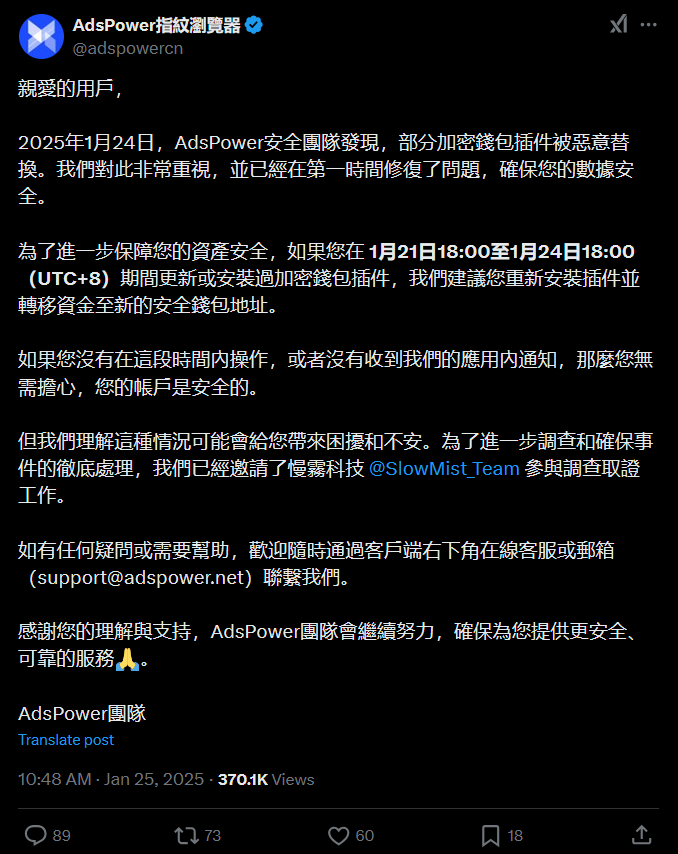 AdsPower指紋瀏覽器
@adspowercn
親愛的用戶，
2025年1月24日，AdsPower安全團隊發現，部分加密錢包插件被惡意替
換。我們對此非常重視，並已經在第一時間修復了問題，確保您的數據安
全。
為了進一步保障您的資產安全，如果您在 1月21日18:00至1月24日18:00
（UTC+8）期間更新或安裝過加密錢包插件，我們建議您重新安裝插件並
轉移資金至新的安全錢包地址。
如果您沒有在這段時間內操作，或者沒有收到我們的應用內通知，那麼您無
需擔心，您的帳戶是安全的。
但我們理解這種情況可能會給您帶來困擾和不安。為了進一步調查和確保事
件的徹底處理，我們已經邀請了慢霧科技 @SlowMist_Team 參與調查取證
工作。
如有任何疑問或需要幫助，歡迎隨時通過客戶端右下角在線客服或郵箱
（support@adspower.net）聯繫我們。
感謝您的理解與支持，AdsPower團隊會繼續努力，確保為您提供更安全、
可靠的服務🙏。
AdsPower團隊
Translate post
10:48 AM · Jan 25, 2025 · 370.1K Views
89 73 60 18